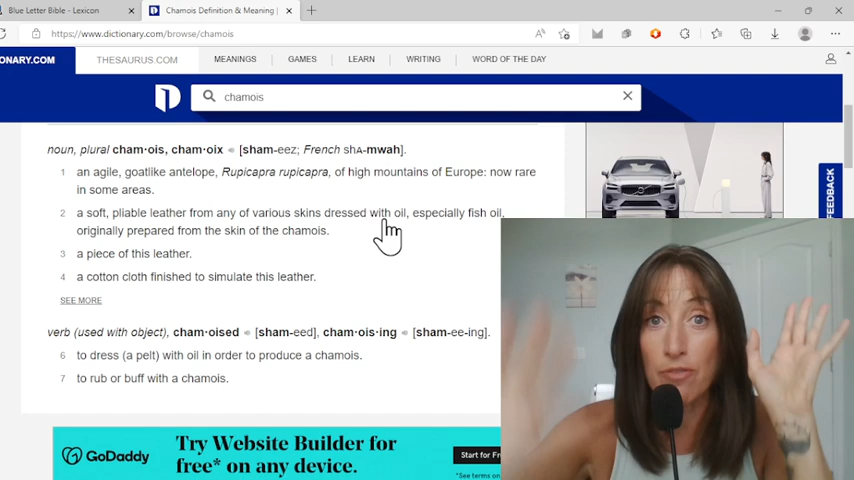 Blue Letter Bible - Lexicon
Chamois Definition & Meaning |
https://www.dictionary.com/browse/chamois
ONARY.COM
THESAURUS.COM
MEANINGS
GAMES
LEARN
WRITING
WORD OF THE DAY
chamois
noun, plural cham·ois, cham·oix [sham-eez; French shA-mwah].
1 an agile, goatlike antelope, Rupicapra rupicapra, of high mountains of Europe: now rare
in some areas.
2 a soft, pliable leather from any of various skins dressed with oil, especially fish oil,
originally prepared from the skin of the chamois.
3 a piece of this leather.
4 a cotton cloth finished to simulate this leather.
SEE MORE
verb (used with object), cham·oised [sham-eed], cham·ois·ing [sham-ee-ing].
6 to dress (a pelt) with oil in order to produce a chamois.
7 to rub or buff with a chamois.
FEEDBACK
GoDaddy
Try Website Builder for
free* on any device.
Start for Fr
*See terms on